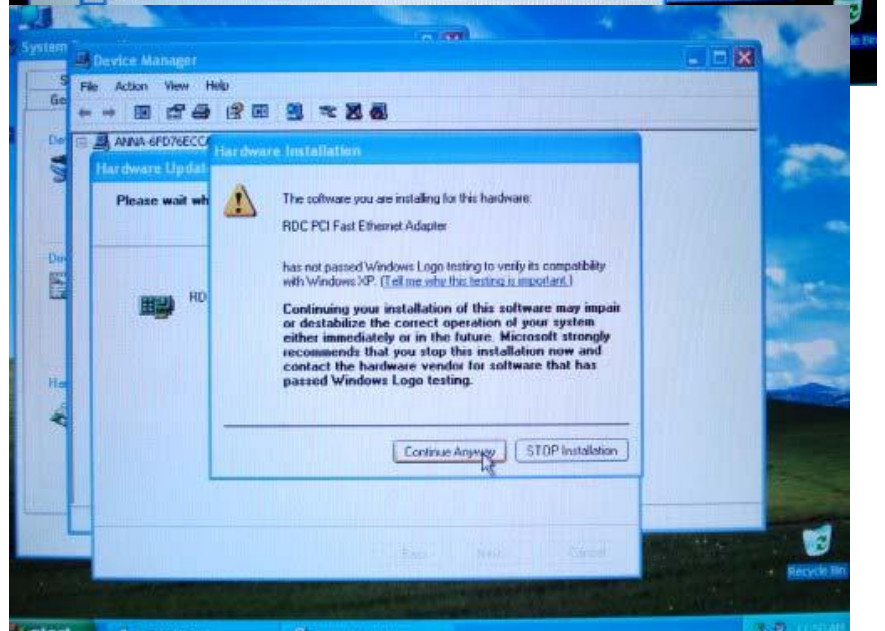 System
Device Manager
File Action View Help
Ge
ANNA-6FD76ECCA
Hardware Updat
Hardware Installation
Please wait wh
The software you are installing for this hardware:
RDC PCI Fast Ethernet Adapter
has not passed Windows Logo testing to verify its compatibility
with Windows XP. (Tell me why this testing is important.)
RD
Continuing your installation of this software may impair
or destabilize the correct operation of your system
either immediately or in the future. Microsoft strongly
recommends that you stop this installation now and
contact the hardware vendor for software that has
passed Windows Logo testing.
Continue Anyway STOP Installation
Back Next Cancel
Recycle Bin